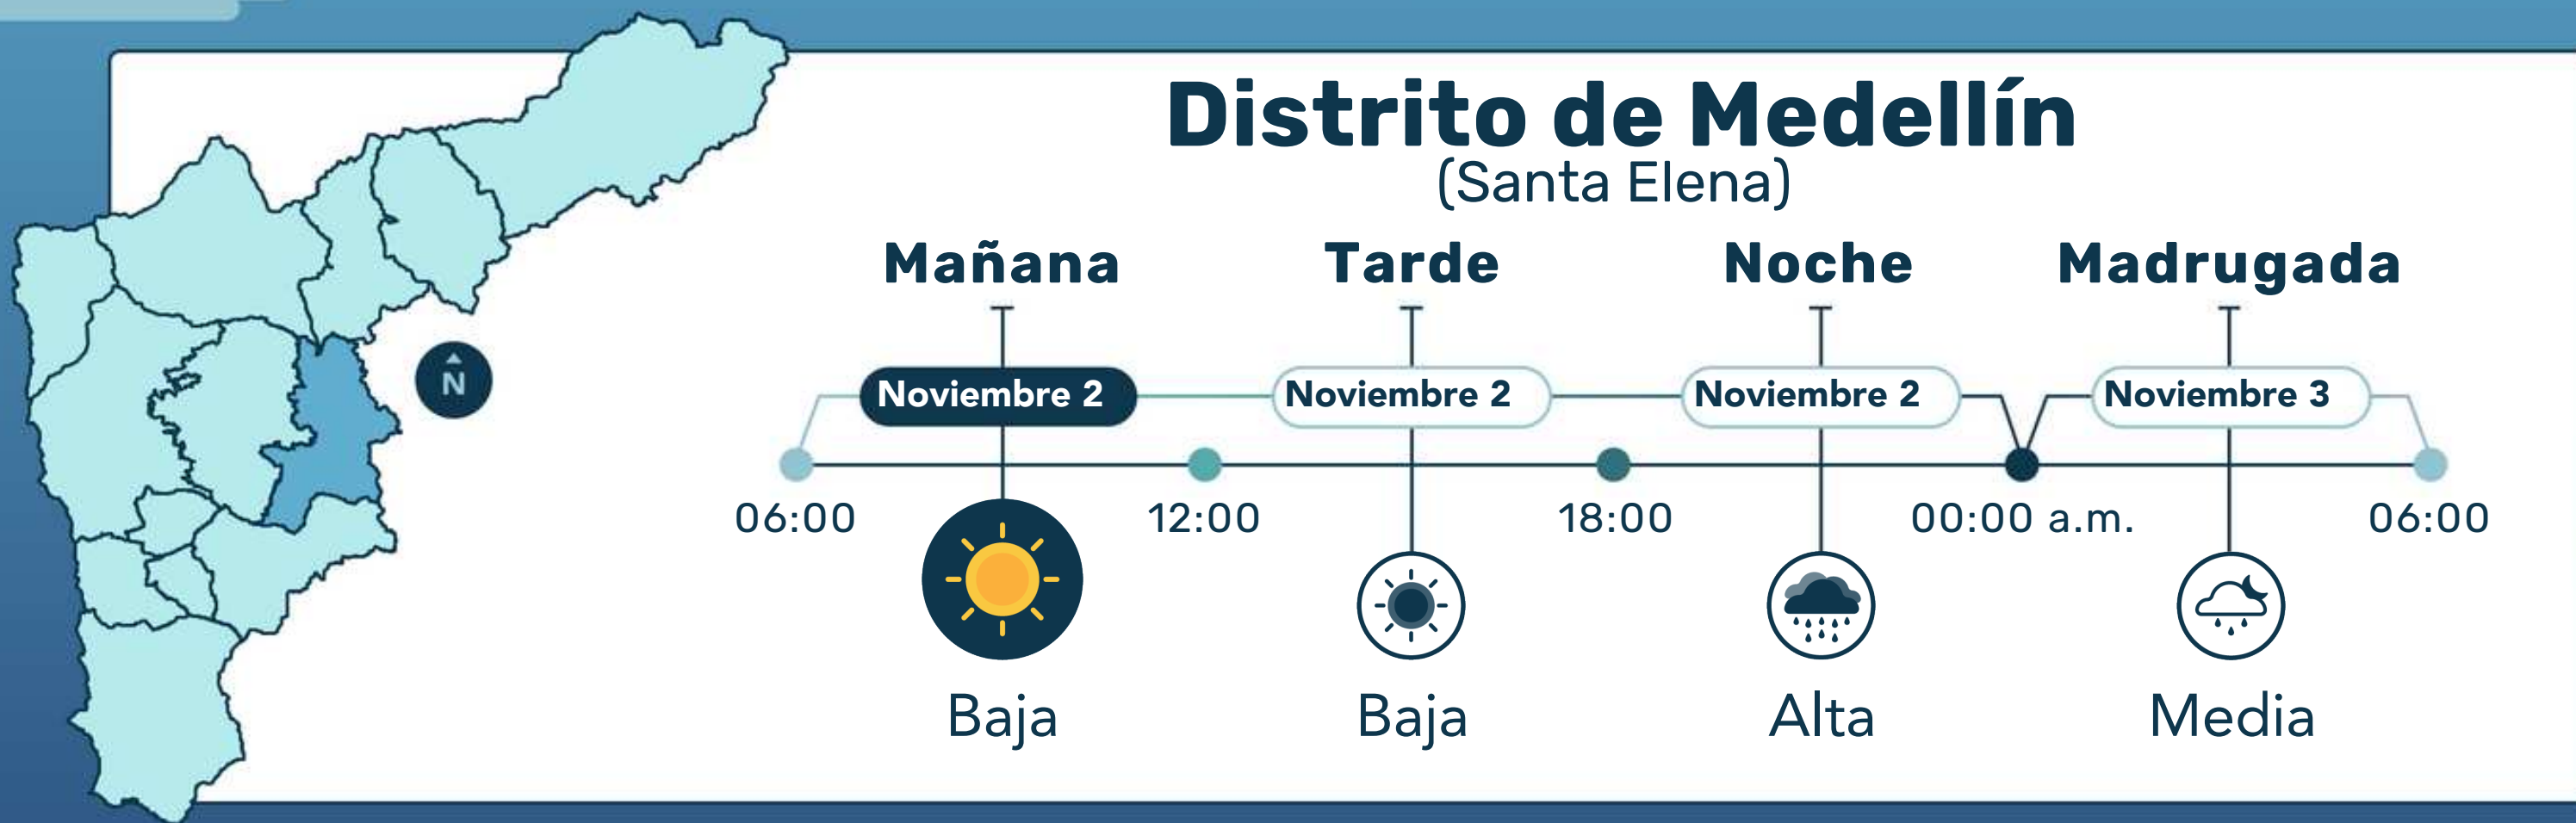 Distrito de Medellín
(Santa Elena)
Mañana Tarde Noche Madrugada
Noviembre 2 Noviembre 2 Noviembre 2 Noviembre 3
N
06:00 12:00 18:00 00:00 a.m. 06:00
Baja Baja Alta Media